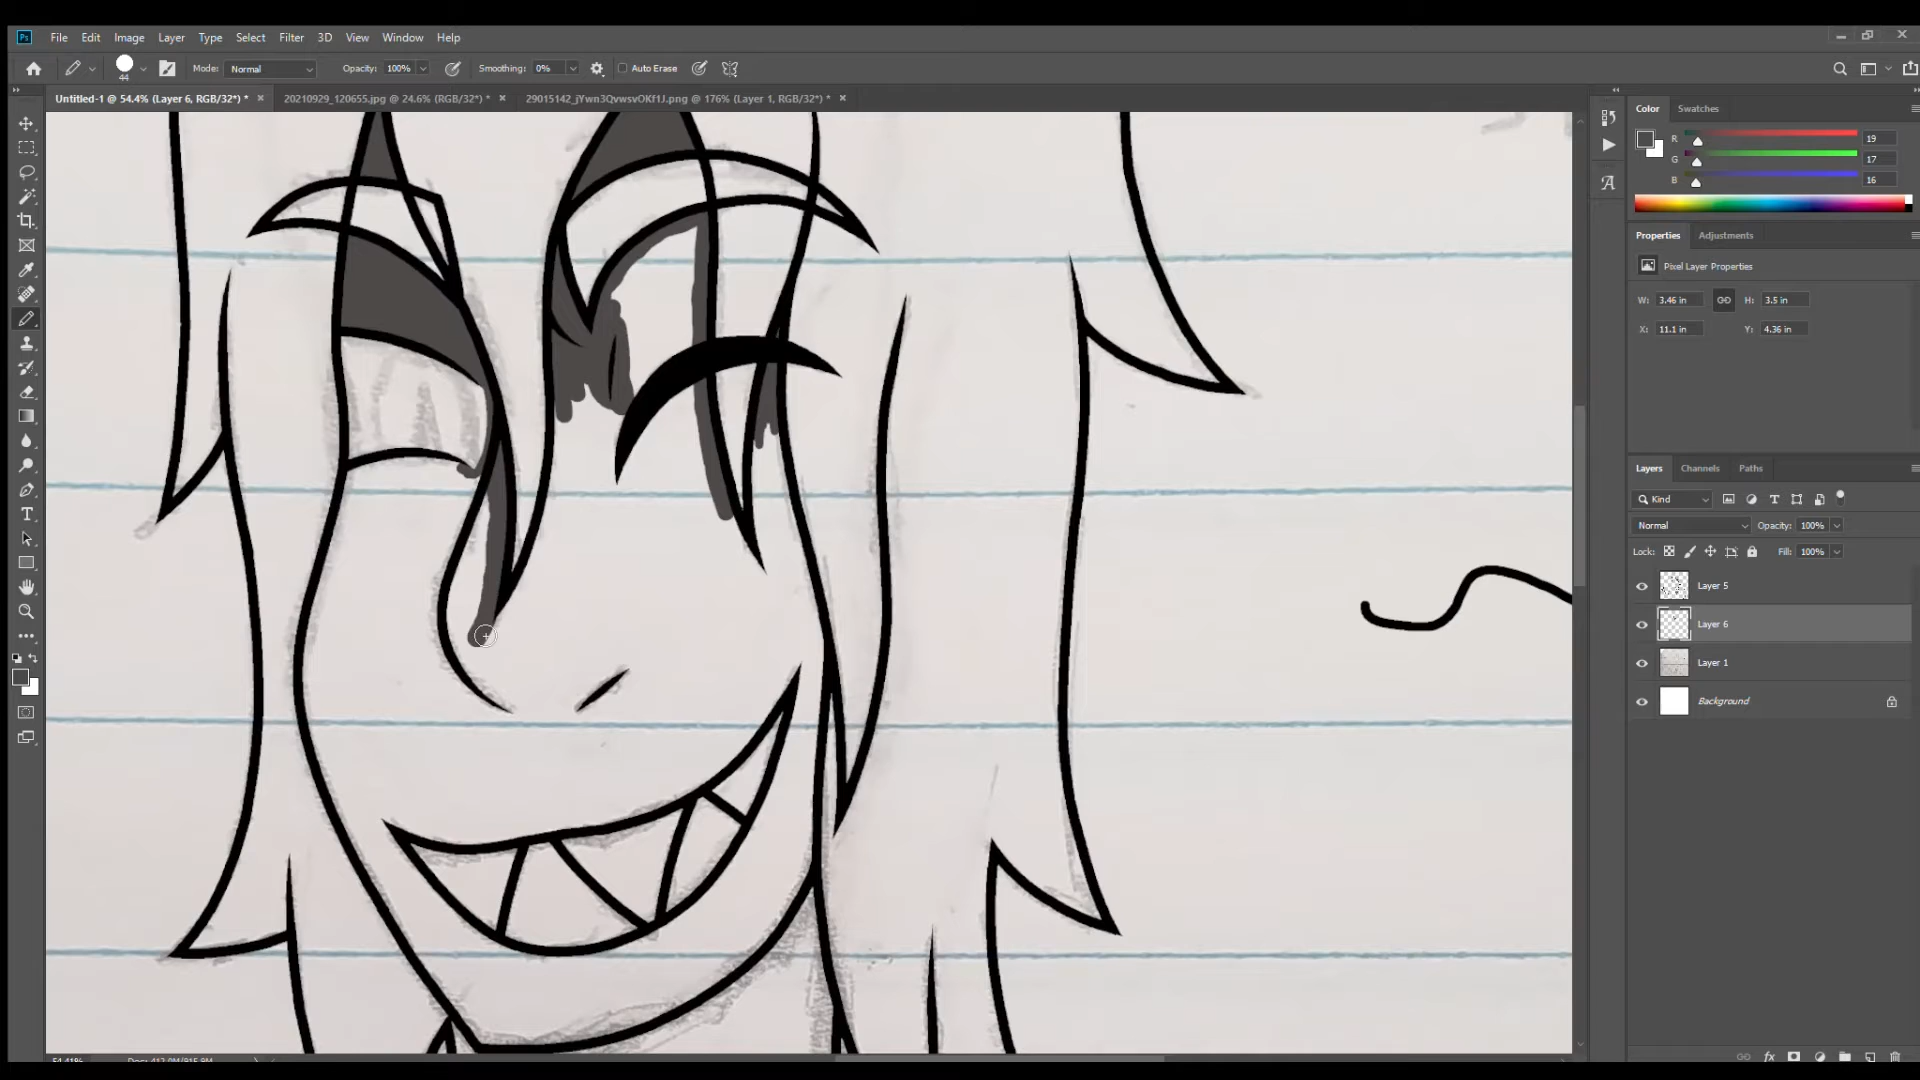 Ps File Edit Image Layer Type Select Filter 3D View Window Help
44 Mode: Normal Opacity: 100% Smoothing: 0% Auto Erase
Untitled-1 @ 54.4% (Layer 6, RGB/32*) * 20210929_120655.jpg @ 24.6% (RGB/32*) * 29015142_jYwn3QvwsvOKf1J.png @ 176% (Layer 1, RGB/32*) *
Color Swatches
R 19
G 17
B 16
Properties Adjustments
Pixel Layer Properties
W: 3.46 in H: 3.5 in
X: 11.1 in Y: 4.36 in
Layers Channels Paths
Kind
Normal Opacity: 100%
Lock: Fill: 100%
Layer 5
Layer 6
Layer 1
Background
fx